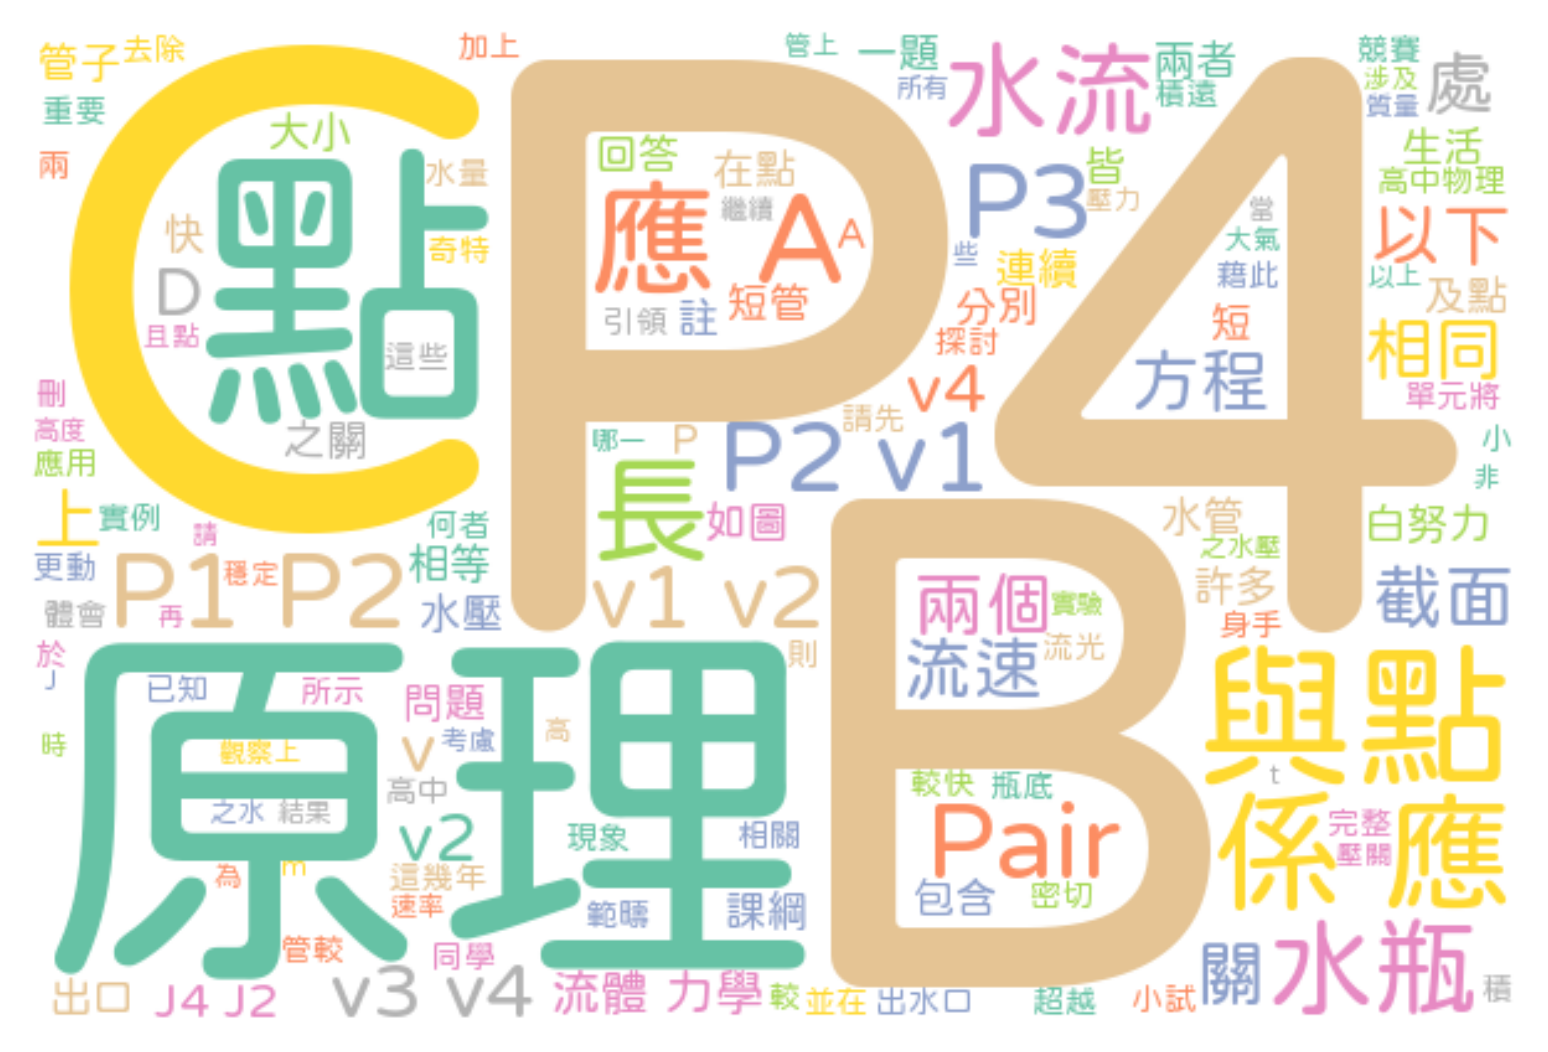 管子 去除 加上 管上 一題 水流 兩者 競賽 處
所有 積遠 涉及
重要 質量
大小 C P 4
兩 點 水量 回答 在點 皆 生活
P3 壓力 高中物理
快 奇特 應 繼續 A A 當 以下
D 些 連續 大氣
且點 引領 註 短管 分別 藉此 以上 及點
這些 探討 短 相同
刪 v4 方程 單元將
高度 之關 哪一 P 請先
應用 長 P2 v1 小
非
上 實例 請 何者 如圖 水管 白努力
更動 P1 穩定 P2 相等 之水壓
體會 再 水壓 v1 v2 B 兩個 實驗 許多 截面
身手
於 原理 則 流速 流光 與點
J 已知 所示 問題
時 觀察上 v 考慮 高 t
之水 結果 高中 較快 瓶底 係應
v2 現象 相關 Pair 完整
為 m 這幾年 壓關
速率 範疇 課綱 包含 密切
管較 同學 關 水瓶
出口 J4 J2 v3 v4 流體 力學 較 並在 出水口 超越 小試 積